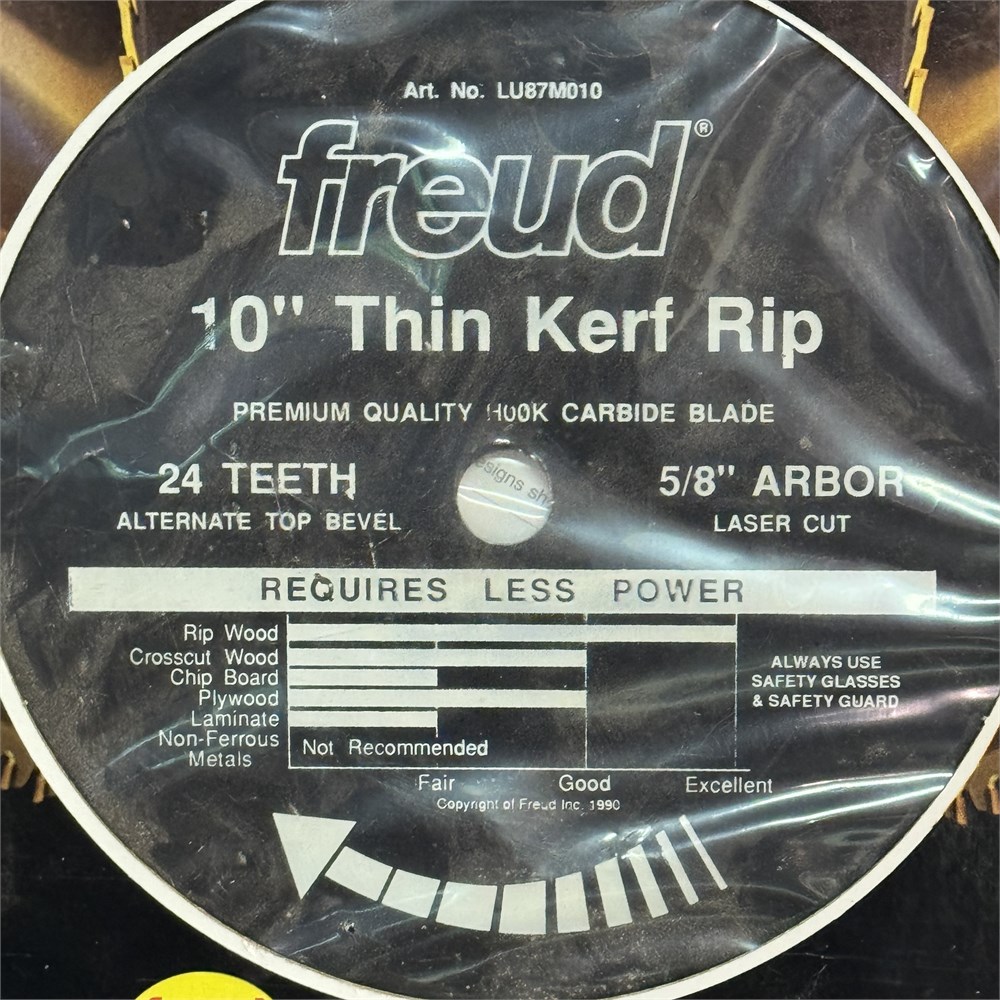 Art. No. LU87M010
freud®
10" Thin Kerf Rip
PREMIUM QUALITY HOOK CARBIDE BLADE
24 TEETH
ALTERNATE TOP BEVEL
esigns sh
5/8" ARBOR
LASER CUT
REQUIRES LESS POWER
Rip Wood
Crosscut Wood
Chip Board
Plywood
Laminate
Non-Ferrous
Metals
Not Recommended
ALWAYS USE
SAFETY GLASSES
& SAFETY GUARD
Fair Good Excellent
Copyright of Freud Inc. 1990